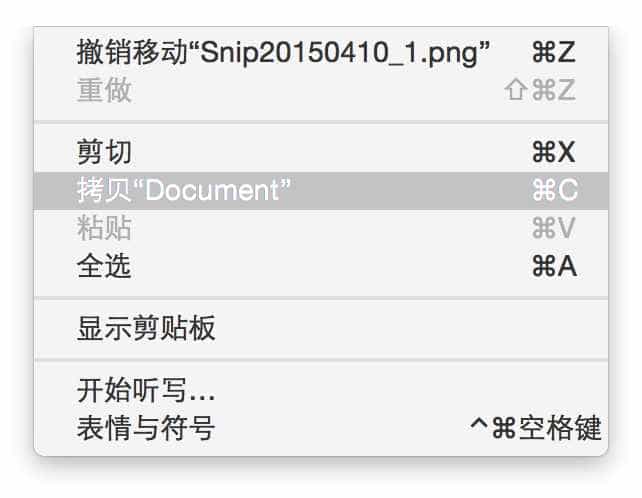 撤销移动“Snip20150410_1.png” ⌘Z
重做 ⇧⌘Z
剪切 ⌘X
拷贝“Document” ⌘C
粘贴 ⌘V
全选 ⌘A
显示剪贴板
开始听写…
表情与符号 ^⌘空格键